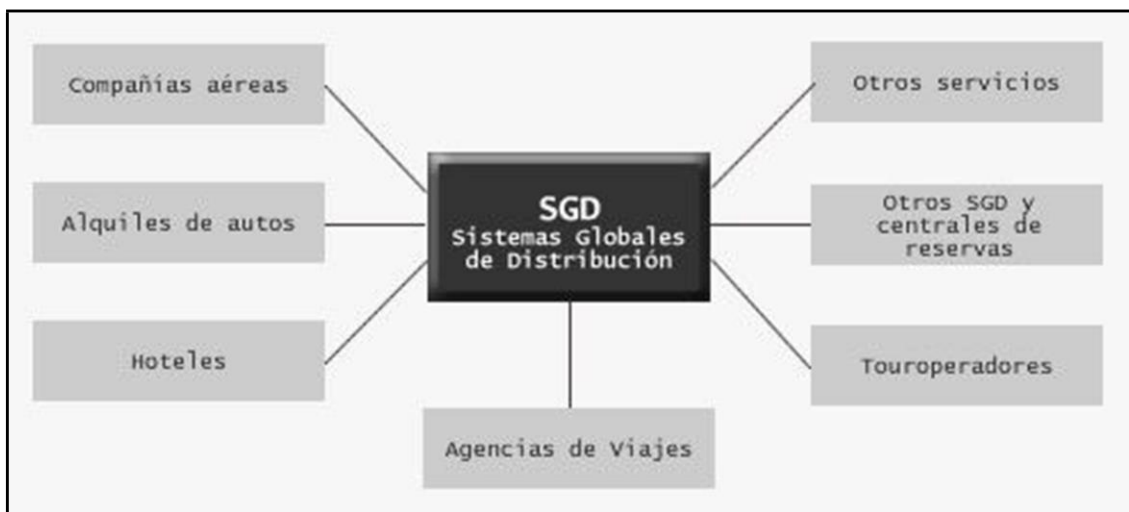 Compañías aéreas
Otros servicios
Alquiles de autos
SGD
Sistemas Globales
de Distribución
Otros SGD y
centrales de
reservas
Hoteles
Touroperadores
Agencias de Viajes